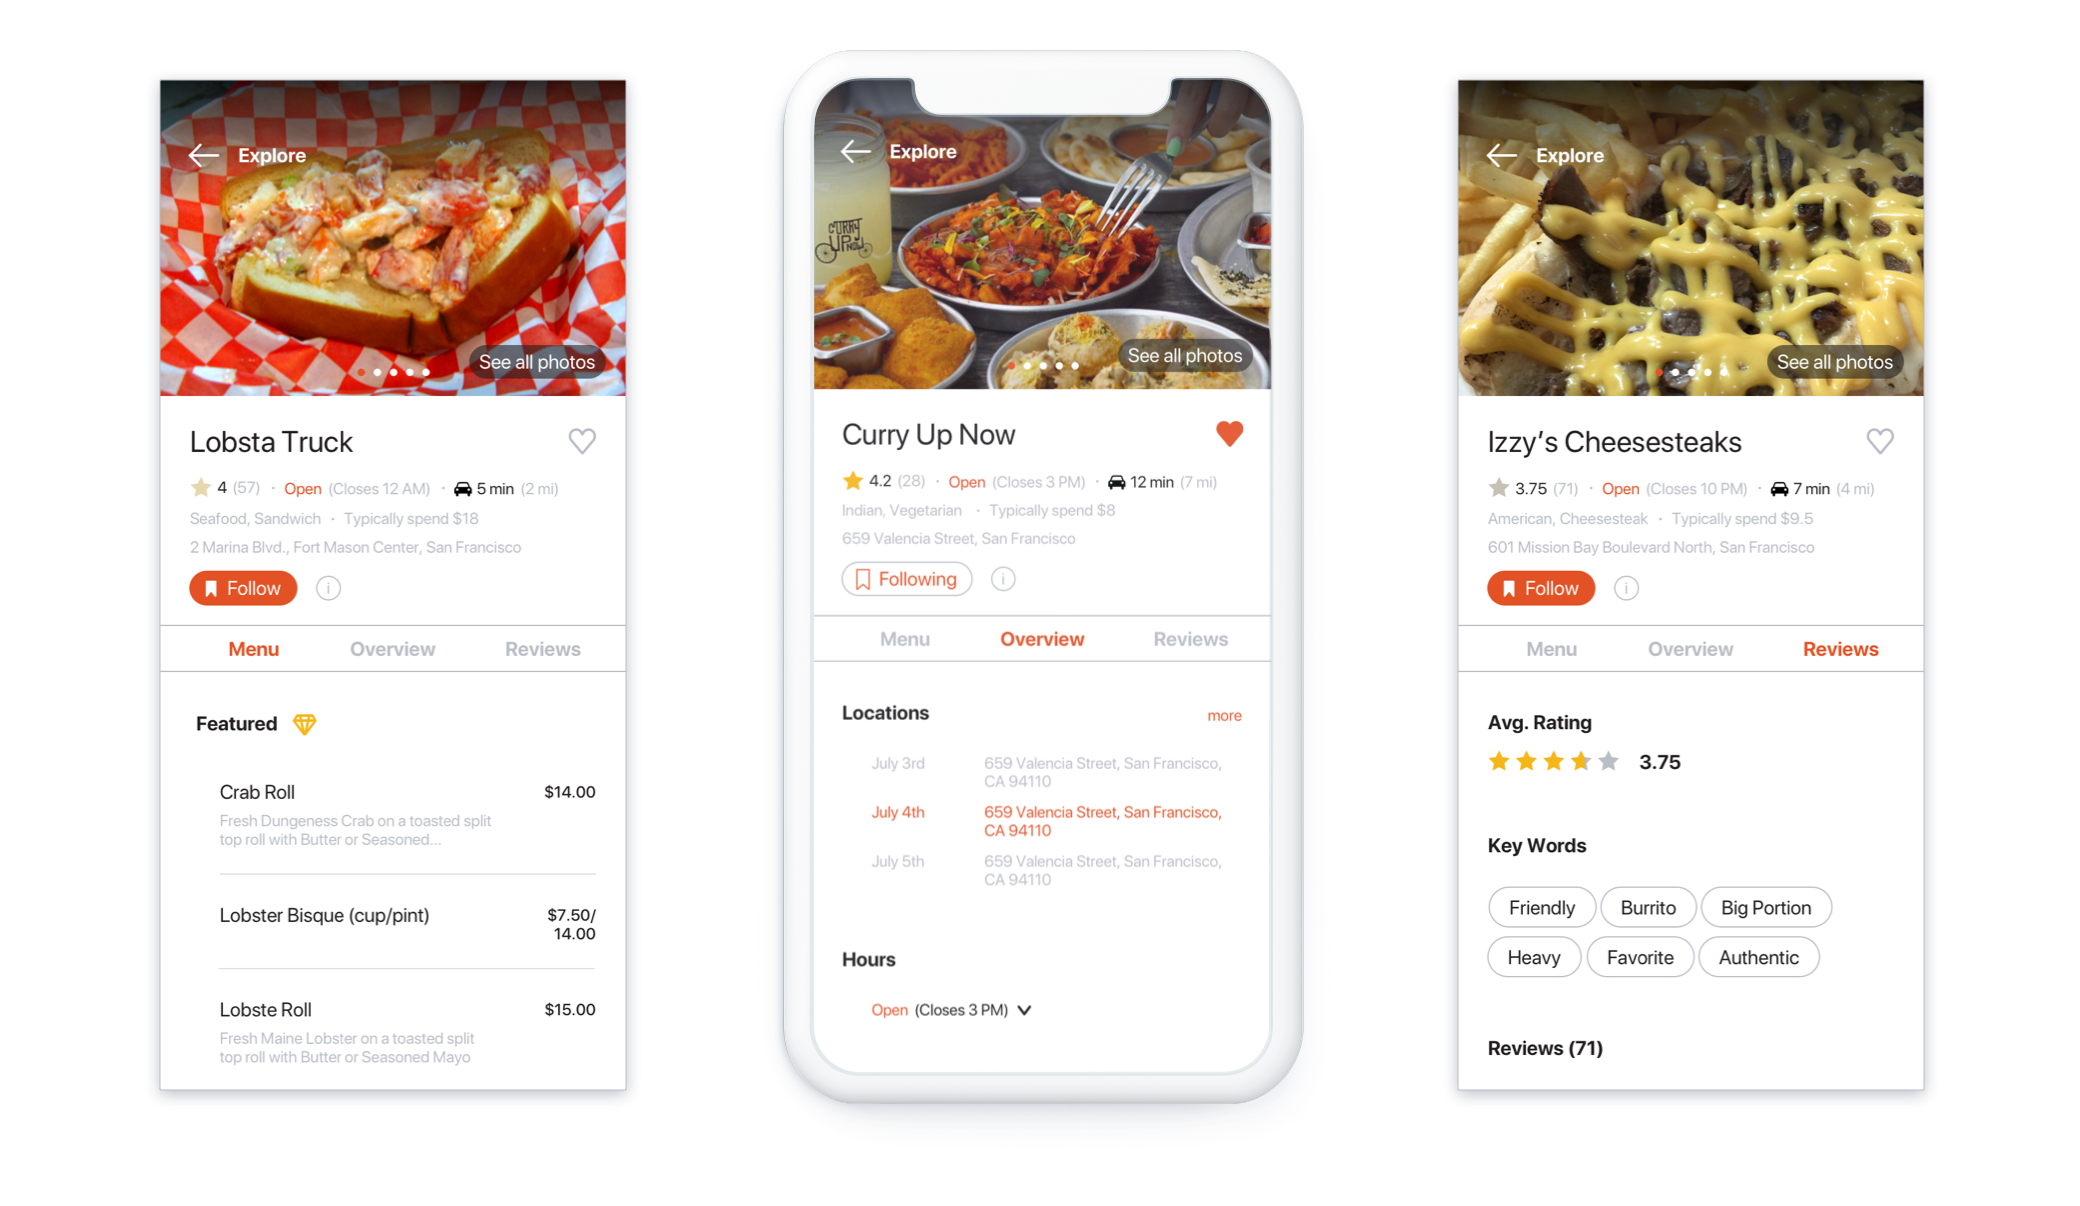 Explore
See all photos
Lobsta Truck
4 (57) · Open (Closes 12 AM) · 5 min (2 mi)
Seafood, Sandwich · Typically spend $18
2 Marina Blvd., Fort Mason Center, San Francisco
Follow i
Menu Overview Reviews
Featured
Crab Roll $14.00
Fresh Dungeness Crab on a toasted split
top roll with Butter or Seasoned...
Lobster Bisque (cup/pint) $7.50/
14.00
Lobste Roll $15.00
Fresh Maine Lobster on a toasted split
top roll with Butter or Seasoned Mayo
Explore
CURRY
UP
NOW
See all photos
Curry Up Now
4.2 (28) · Open (Closes 3 PM) · 12 min (7 mi)
Indian, Vegetarian · Typically spend $8
659 Valencia Street, San Francisco
Following i
Menu Overview Reviews
Locations more
July 3rd 659 Valencia Street, San Francisco,
CA 94110
July 4th 659 Valencia Street, San Francisco,
CA 94110
July 5th 659 Valencia Street, San Francisco,
CA 94110
Hours
Open (Closes 3 PM)
Explore
See all photos
Izzy’s Cheesesteaks
3.75 (71) · Open (Closes 10 PM) · 7 min (4 mi)
American, Cheesesteak · Typically spend $9.5
601 Mission Bay Boulevard North, San Francisco
Follow i
Menu Overview Reviews
Avg. Rating
3.75
Key Words
Friendly Burrito Big Portion
Heavy Favorite Authentic
Reviews (71)